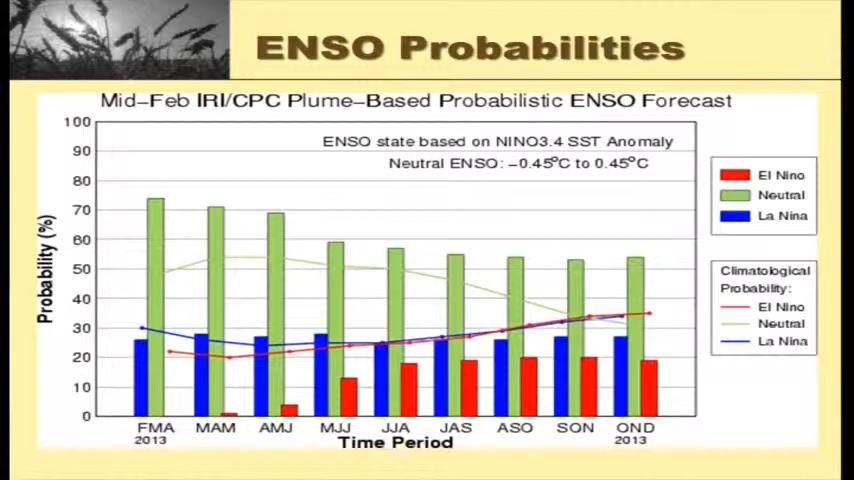 ENSO Probabilities
Mid-Feb IRI/CPC Plume-Based Probabilistic ENSO Forecast
ENSO state based on NINO3.4 SST Anomaly
Neutral ENSO: -0.45°C to 0.45°C
Probability (%)
100
90
80
70
60
50
40
30
20
10
0
FMA MAM AMJ MJJ JJA JAS ASO SON OND
2013 2013
Time Period
El Nino
Neutral
La Nina
Climatological
Probability:
El Nino
Neutral
La Nina